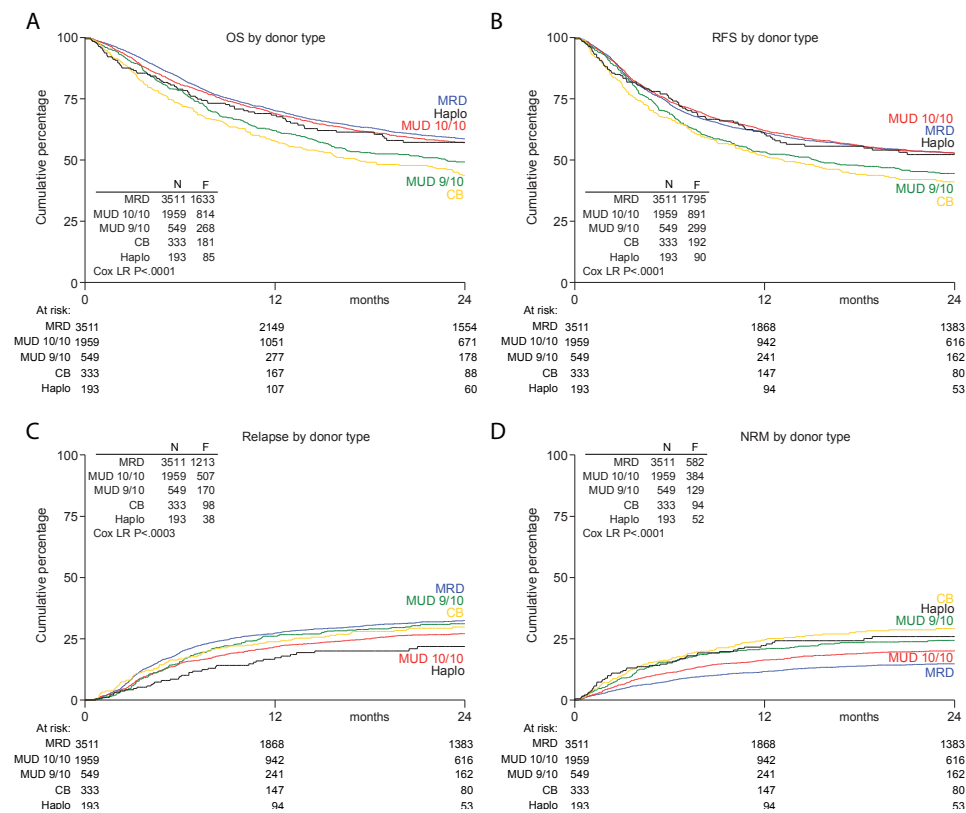 A
OS by donor type
100
75
50
25
0
Cumulative percentage
MRD
Haplo
MUD 10/10
MUD 9/10
CB
N F
MRD 3511 1633
MUD 10/10 1959 814
MUD 9/10 549 268
CB 333 181
Haplo 193 85
Cox LR P<.0001
0 12 months 24
At risk:
MRD 3511 2149 1554
MUD 10/10 1959 1051 671
MUD 9/10 549 277 178
CB 333 167 88
Haplo 193 107 60
B
RFS by donor type
100
75
50
25
0
Cumulative percentage
MUD 10/10
MRD
Haplo
MUD 9/10
CB
N F
MRD 3511 1795
MUD 10/10 1959 891
MUD 9/10 549 299
CB 333 192
Haplo 193 90
Cox LR P<.0001
0 12 months 24
At risk:
MRD 3511 1868 1383
MUD 10/10 1959 942 616
MUD 9/10 549 241 162
CB 333 147 80
Haplo 193 94 53
C
Relapse by donor type
100
75
50
25
0
Cumulative percentage
N F
MRD 3511 1213
MUD 10/10 1959 507
MUD 9/10 549 170
CB 333 98
Haplo 193 38
Cox LR P<.0003
MRD
MUD 9/10
CB
MUD 10/10
Haplo
0 12 months 24
At risk:
MRD 3511 1868 1383
MUD 10/10 1959 942 616
MUD 9/10 549 241 162
CB 333 147 80
Haplo 193 94 53
D
NRM by donor type
100
75
50
25
0
Cumulative percentage
N F
MRD 3511 582
MUD 10/10 1959 384
MUD 9/10 549 129
CB 333 94
Haplo 193 52
Cox LR P<.0001
CB
Haplo
MUD 9/10
MUD 10/10
MRD
0 12 months 24
At risk:
MRD 3511 1868 1383
MUD 10/10 1959 942 616
MUD 9/10 549 241 162
CB 333 147 80
Haplo 193 94 53